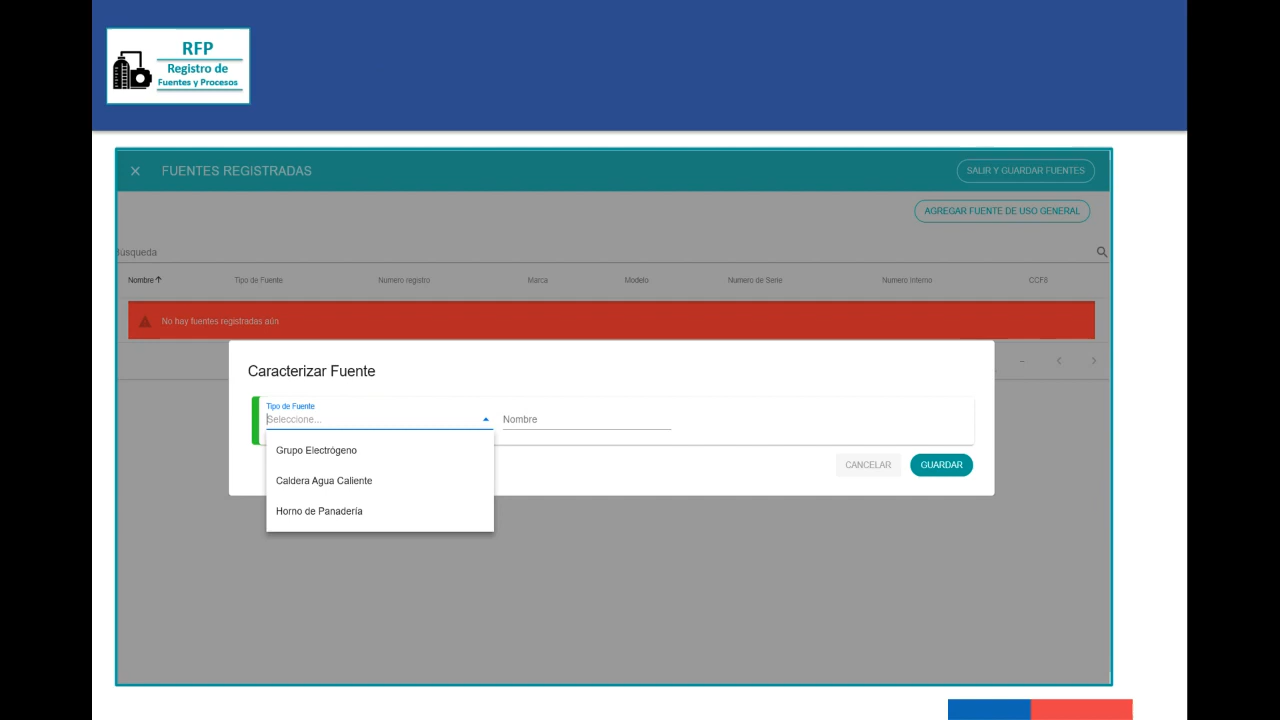 RFP
Registro de
Fuentes y Procesos
FUENTES REGISTRADAS
SALIR Y GUARDAR FUENTES
AGREGAR FUENTE DE USO GENERAL
úsqueda
Nombre Tipo de Fuente Numero registro Marca Modelo Numero de Serie Numero Interno CCF8
No hay fuentes registradas aún
–
Caracterizar Fuente
Tipo de Fuente
Seleccione... Nombre
Grupo Electrógeno
CANCELAR GUARDAR
Caldera Agua Caliente
Horno de Panadería